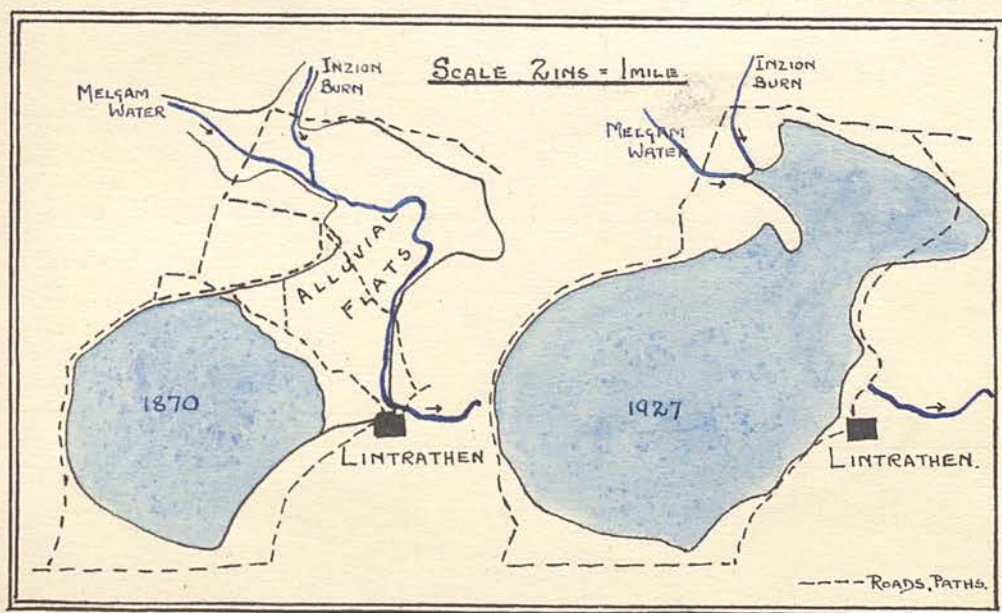 SCALE 2INS = 1MILE
MELGAM
WATER
INZION
BURN
ALLUVIAL
FLATS
1870
LINTRATHEN
MELGAM
WATER
INZION
BURN
1927
LINTRATHEN.
ROADS, PATHS.